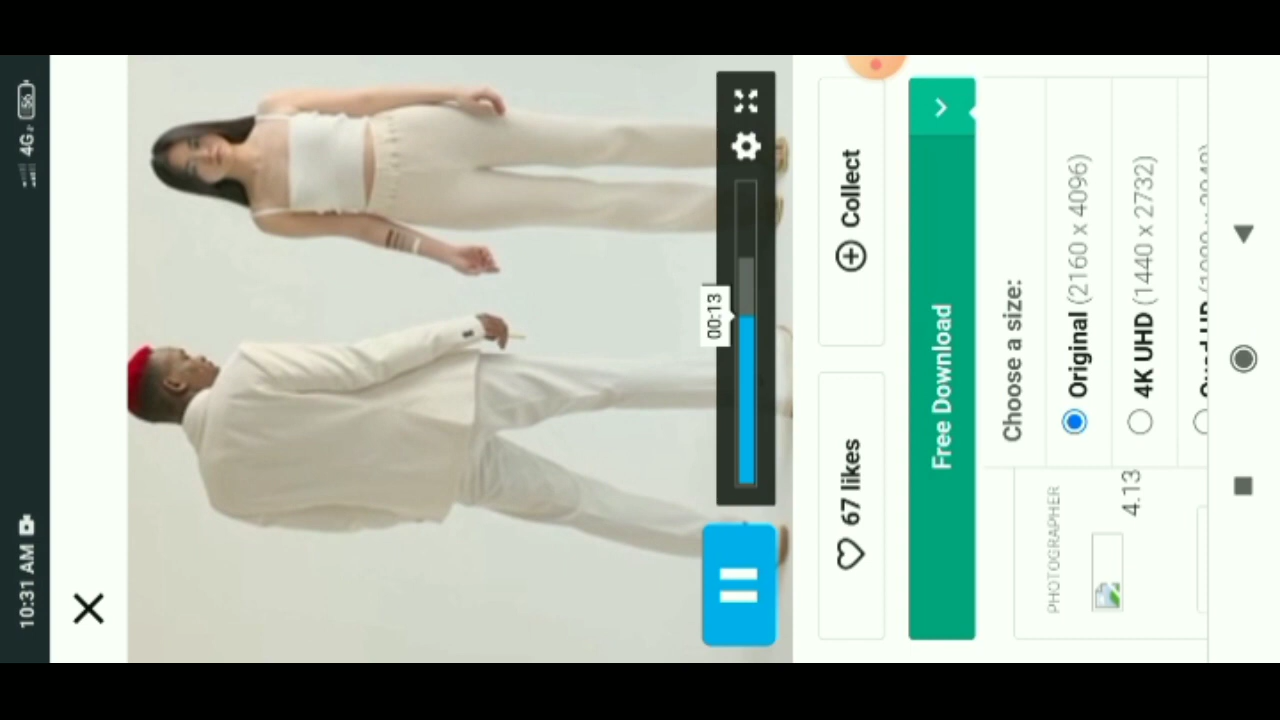 10:31 AM
4G
56
00:13
67 likes
Collect
Free Download
Choose a size:
Original (2160 x 4096)
4K UHD (1440 x 2732)
PHOTOGRAPHER
4.13